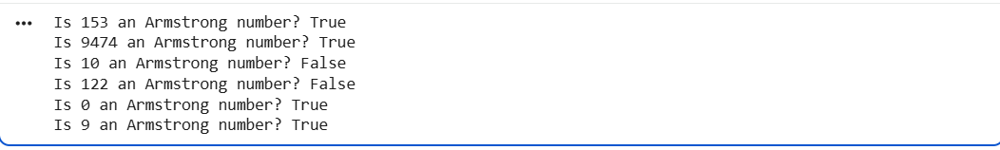 Is 153 an Armstrong number? True
Is 9474 an Armstrong number? True
Is 10 an Armstrong number? False
Is 122 an Armstrong number? False
Is 0 an Armstrong number? True
Is 9 an Armstrong number? True